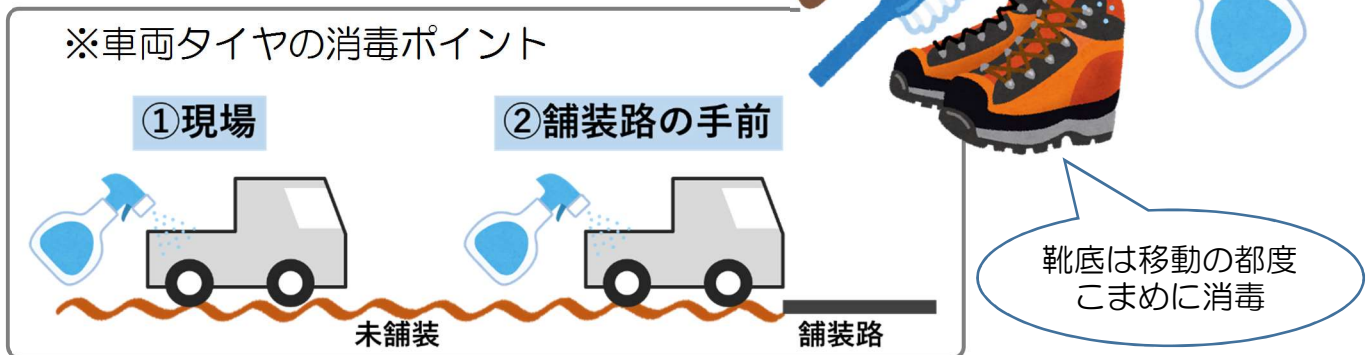 ※車両タイヤの消毒ポイント
①現場
②舗装路の手前
未舗装
舗装路
靴底は移動の都度
こまめに消毒